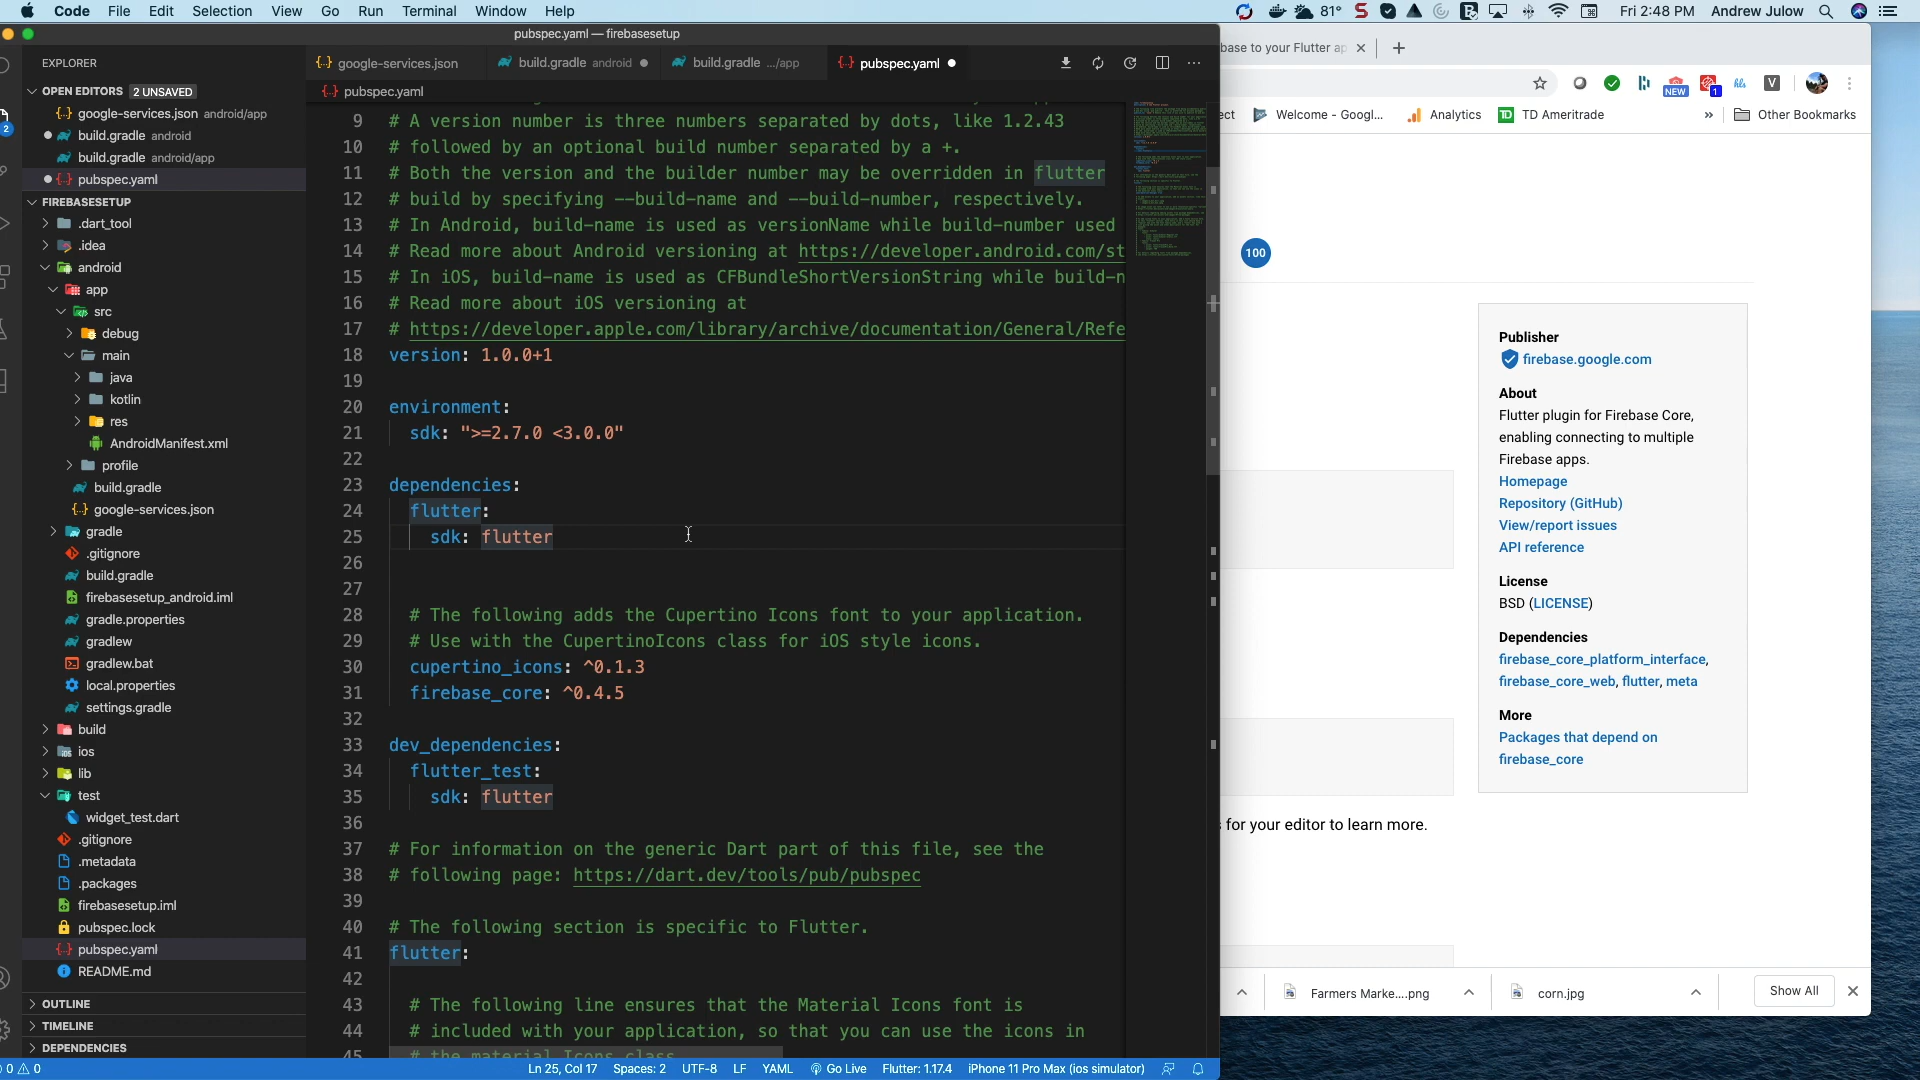 Code File Edit Selection View Go Run Terminal Window Help
81° Fri 2:48 PM Andrew Julow
pubspec.yaml — firebasesetup
base to your Flutter ap
EXPLORER
google-services.json
build.gradle android
build.gradle .../app
pubspec.yaml
OPEN EDITORS 2 UNSAVED
google-services.json android/app
build.gradle android
build.gradle android/app
pubspec.yaml
FIREBASESETUP
.dart_tool
.idea
android
app
src
debug
main
java
kotlin
res
AndroidManifest.xml
profile
build.gradle
google-services.json
gradle
.gitignore
build.gradle
firebasesetup_android.iml
gradle.properties
gradlew
gradlew.bat
local.properties
settings.gradle
build
ios
lib
test
widget_test.dart
.gitignore
.metadata
.packages
firebasesetup.iml
pubspec.lock
pubspec.yaml
README.md
OUTLINE
TIMELINE
DEPENDENCIES
2
pubspec.yaml
9 # A version number is three numbers separated by dots, like 1.2.43
10 # followed by an optional build number separated by a +.
11 # Both the version and the builder number may be overridden in flutter
12 # build by specifying --build-name and --build-number, respectively.
13 # In Android, build-name is used as versionName while build-number used
14 # Read more about Android versioning at https://developer.android.com/st
15 # In iOS, build-name is used as CFBundleShortVersionString while build-n
16 # Read more about iOS versioning at
17 # https://developer.apple.com/library/archive/documentation/General/Refe
18 version: 1.0.0+1
19
20 environment:
21 sdk: ">=2.7.0 <3.0.0"
22
23 dependencies:
24 flutter:
25 sdk: flutter
26
27
28 # The following adds the Cupertino Icons font to your application.
29 # Use with the CupertinoIcons class for iOS style icons.
30 cupertino_icons: ^0.1.3
31 firebase_core: ^0.4.5
32
33 dev_dependencies:
34 flutter_test:
35 sdk: flutter
36
37 # For information on the generic Dart part of this file, see the
38 # following page: https://dart.dev/tools/pub/pubspec
39
40 # The following section is specific to Flutter.
41 flutter:
42
43 # The following line ensures that the Material Icons font is
44 # included with your application, so that you can use the icons in
45 # the material Icons class
0 0 Ln 25, Col 17 Spaces: 2 UTF-8 LF YAML Go Live Flutter: 1.17.4 iPhone 11 Pro Max (ios simulator)
NEW 1 hls V
ect Welcome - Googl... Analytics TD Ameritrade » Other Bookmarks
100
Publisher
firebase.google.com
About
Flutter plugin for Firebase Core,
enabling connecting to multiple
Firebase apps.
Homepage
Repository (GitHub)
View/report issues
API reference
License
BSD (LICENSE)
Dependencies
firebase_core_platform_interface,
firebase_core_web, flutter, meta
More
Packages that depend on
firebase_core
for your editor to learn more.
Farmers Marke....png
corn.jpg
Show All